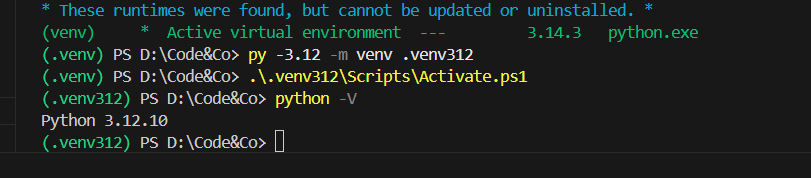 * These runtimes were found, but cannot be updated or uninstalled. *
(venv)    *  Active virtual environment  ---        3.14.3   python.exe
(.venv) PS D:\Code&Co> py -3.12 -m venv .venv312
(.venv) PS D:\Code&Co> .\.venv312\Scripts\Activate.ps1
(.venv312) PS D:\Code&Co> python -V
Python 3.12.10
(.venv312) PS D:\Code&Co>